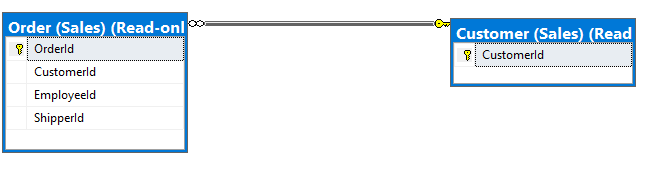 Order (Sales) (Read-onl
OrderId
CustomerId
EmployeeId
ShipperId
Customer (Sales) (Read
CustomerId